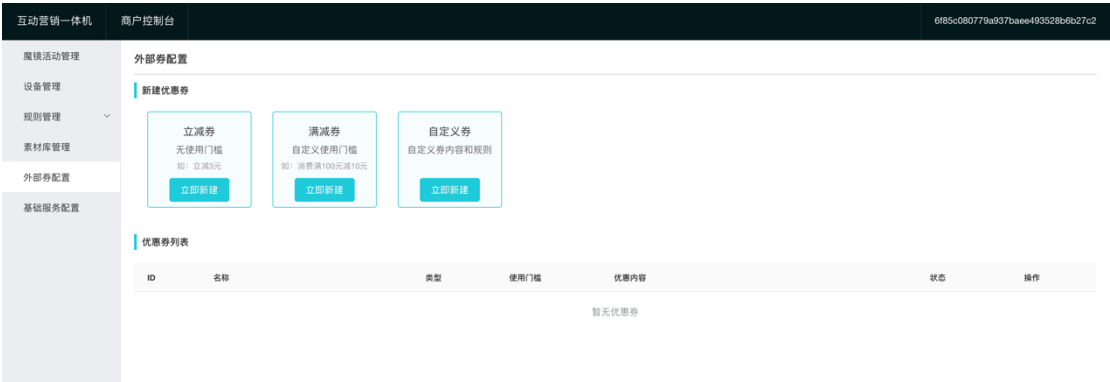 互动营销一体机 商户控制台 6f85c080779a937baee493528b6b27c2
魔镜活动管理
设备管理
规则管理
素材库管理
外部券配置
基础服务配置
外部券配置
新建优惠券
立减券
无使用门槛
如：立减3元
立即新建
满减券
自定义使用门槛
如：消费满100元减10元
立即新建
自定义券
自定义券内容和规则
立即新建
优惠券列表
ID 名称 类型 使用门槛 优惠内容 状态 操作
暂无优惠券